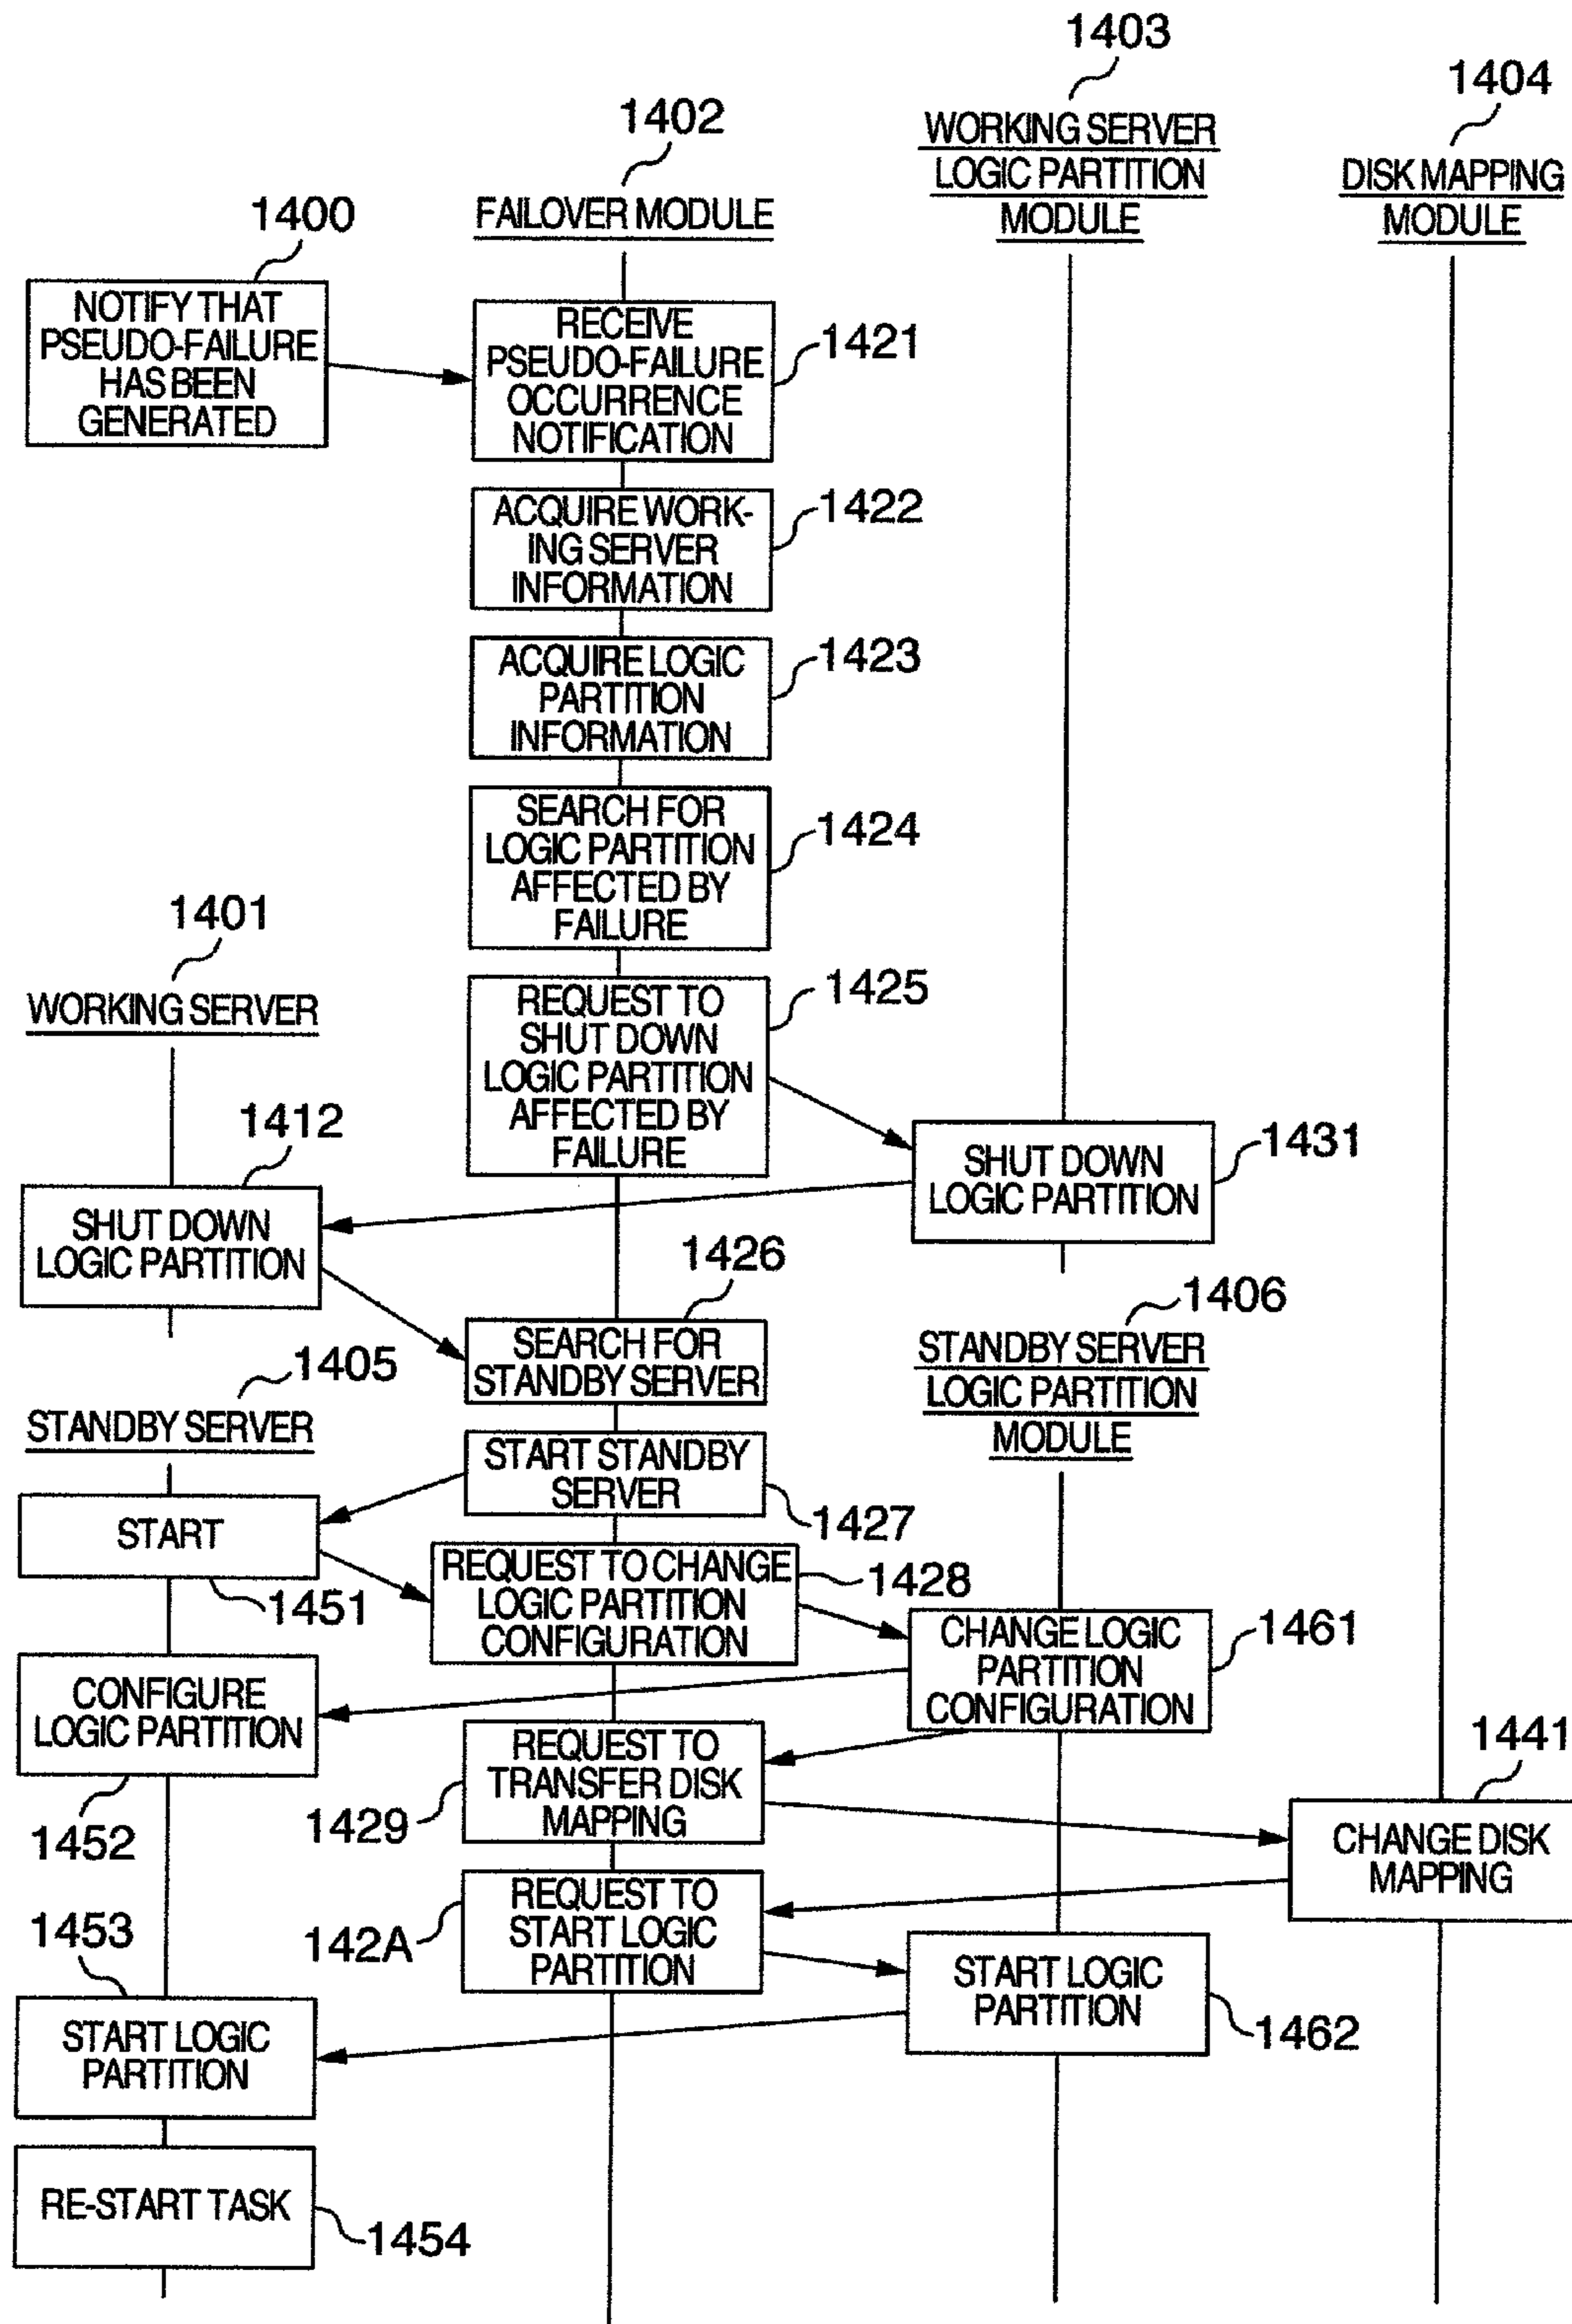 1403
WORKING SERVER
LOGIC PARTITION
MODULE
1404
DISK MAPPING
MODULE
1402
FAILOVER MODULE
1400
NOTIFY THAT
PSEUDO-FAILURE
HAS BEEN
GENERATED
RECEIVE
PSEUDO-FAILURE
OCCURRENCE
NOTIFICATION
1421
ACQUIRE WORK-
ING SERVER
INFORMATION
1422
ACQUIRE LOGIC
PARTITION
INFORMATION
1423
SEARCH FOR
LOGIC PARTITION
AFFECTED BY
FAILURE
1424
1401
WORKING SERVER
REQUEST TO
SHUT DOWN
LOGIC PARTITION
AFFECTED BY
FAILURE
1425
SHUT DOWN
LOGIC PARTITION
1431
1412
SHUT DOWN
LOGIC PARTITION
1426
SEARCH FOR
STANDBY SERVER
1406
STANDBY SERVER
LOGIC PARTITION
MODULE
1405
STANDBY SERVER
START STANDBY
SERVER
1427
START
1451
REQUEST TO CHANGE
LOGIC PARTITION
CONFIGURATION
1428
CHANGE LOGIC
PARTITION
CONFIGURATION
1461
CONFIGURE
LOGIC PARTITION
1452
REQUEST TO
TRANSFER DISK
MAPPING
1429
1441
CHANGE DISK
MAPPING
REQUEST TO
START LOGIC
PARTITION
142A
START LOGIC
PARTITION
1462
1453
START LOGIC
PARTITION
RE-START TASK
1454